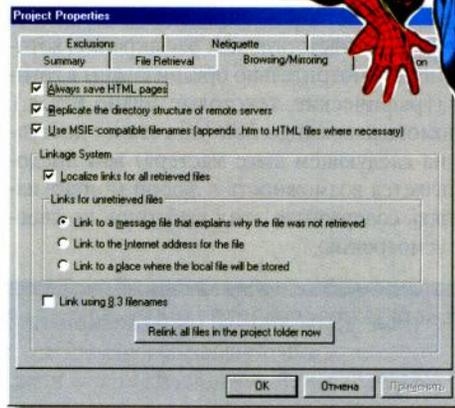 Project Properties
Exclusions Netiquette
Summary File Retrieval Browsing/Mirroring on
Always save HTML pages
Replicate the directory structure of remote servers
Use MSIE-compatible filenames (appends .htm to HTML files where necessary)
Linkage System
Localize links for all retrieved files
Links for unretrieved files
Link to a message file that explains why the file was not retrieved
Link to the Internet address for the file
Link to a place where the local file will be stored
Link using 8.3 filenames
Relink all files in the project folder now
OK Отмена Применить